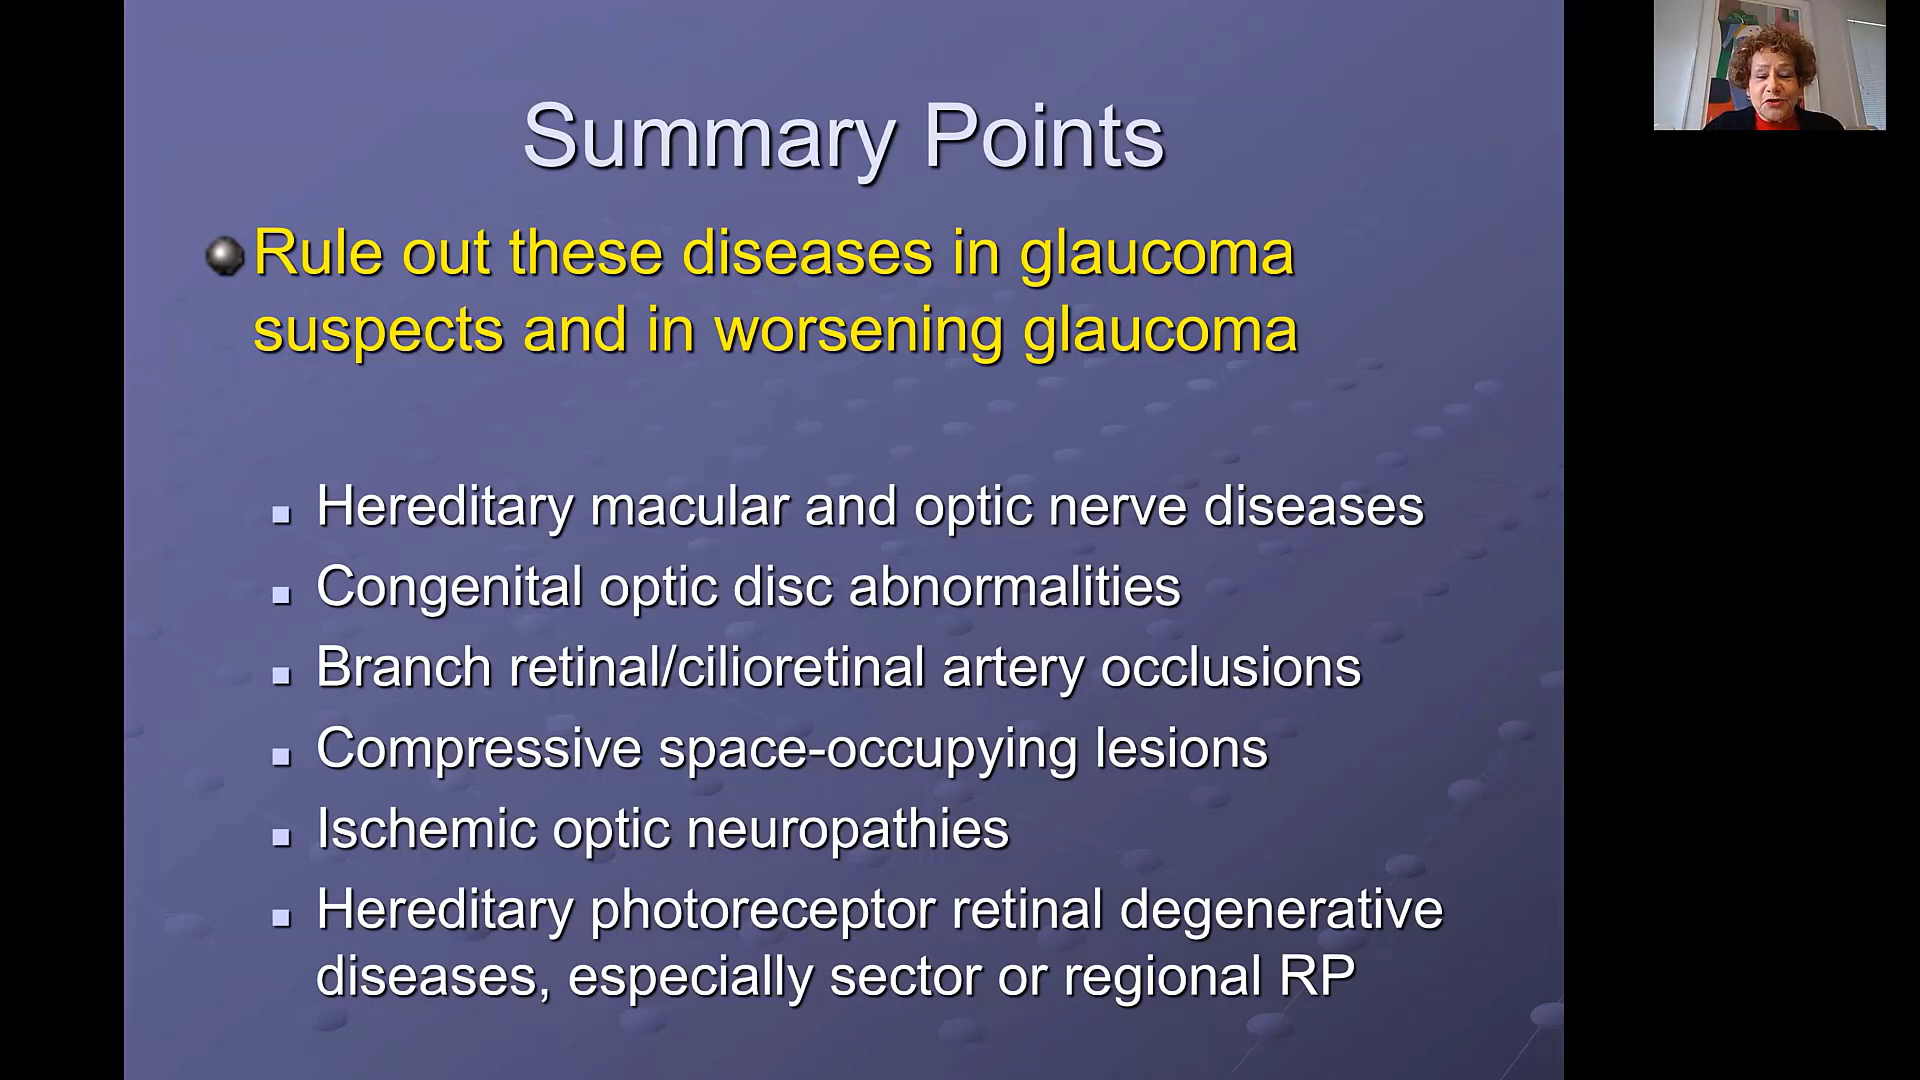 Summary Points
Rule out these diseases in glaucoma
suspects and in worsening glaucoma
Hereditary macular and optic nerve diseases
Congenital optic disc abnormalities
Branch retinal/cilioretinal artery occlusions
Compressive space-occupying lesions
Ischemic optic neuropathies
Hereditary photoreceptor retinal degenerative
diseases, especially sector or regional RP